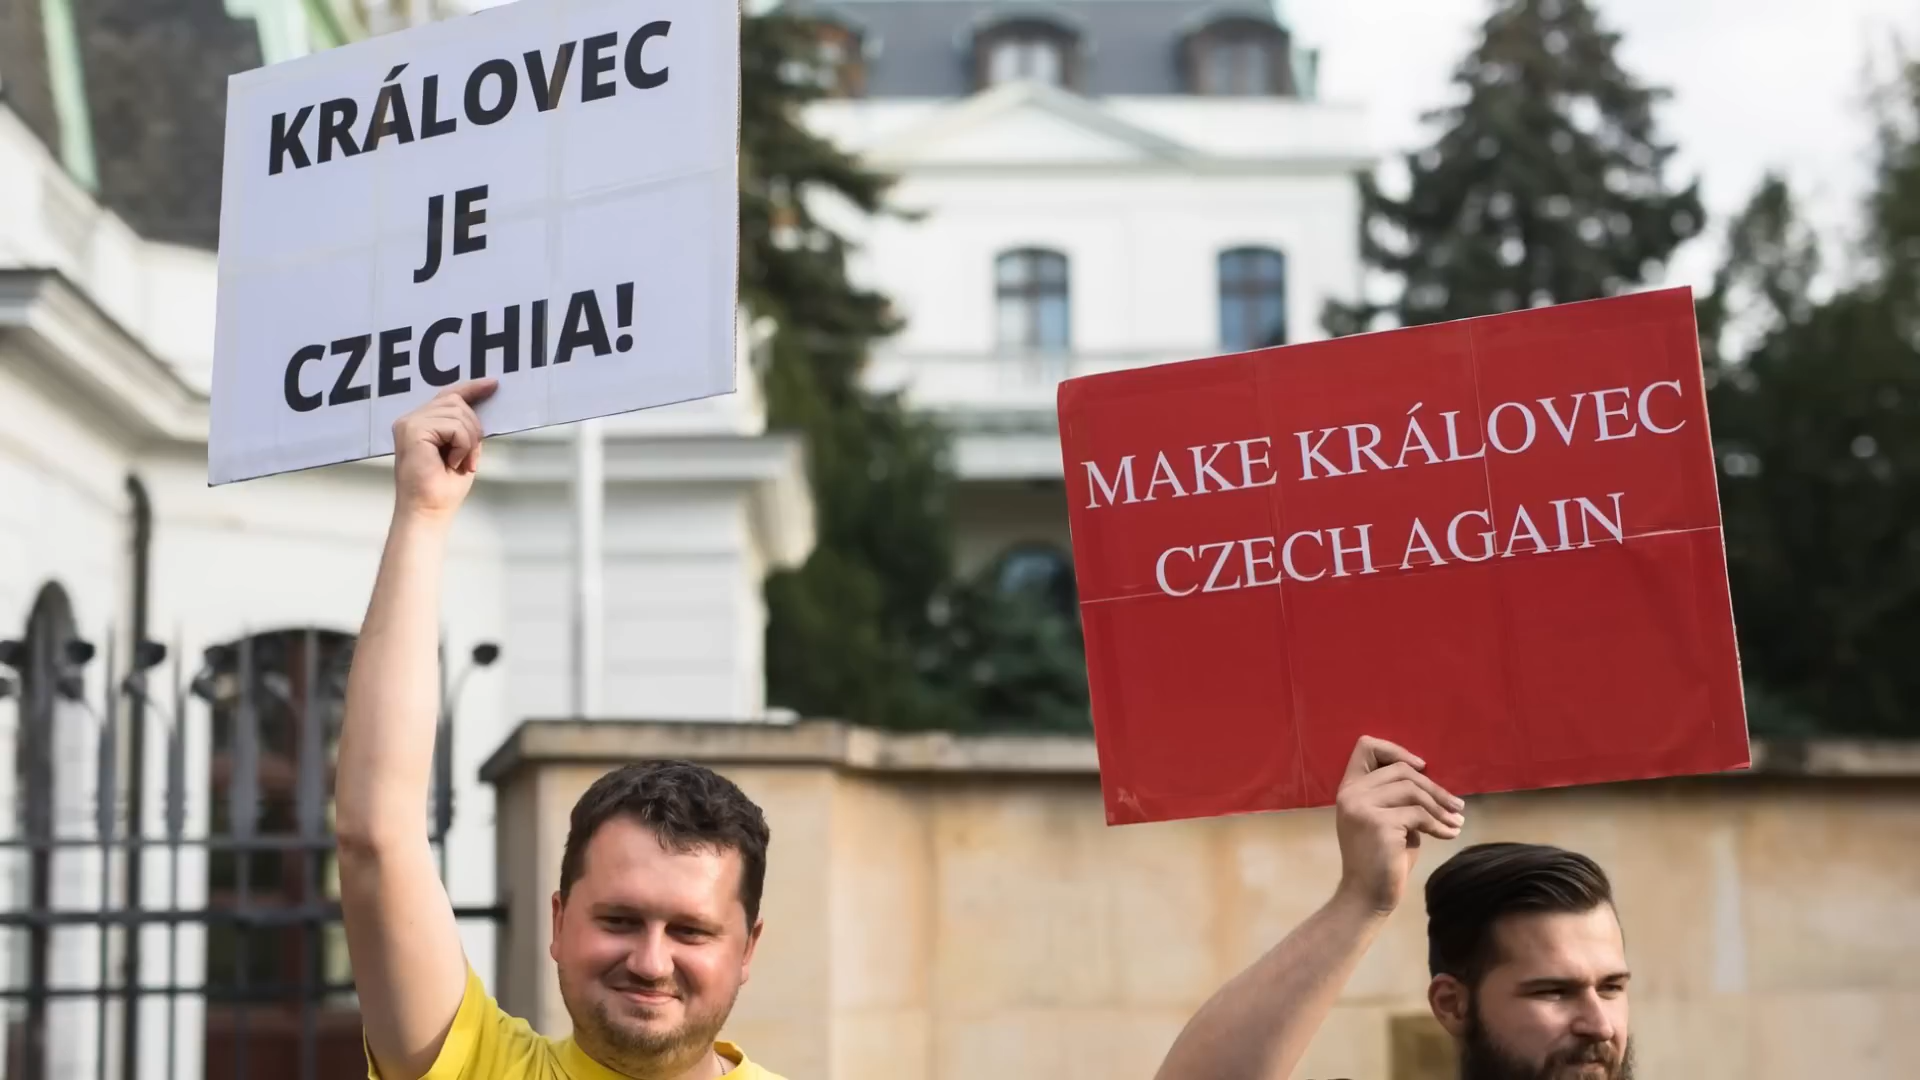 KRÁLOVEC
JE
CZECHIA!
MAKE KRÁLOVEC
CZECH AGAIN